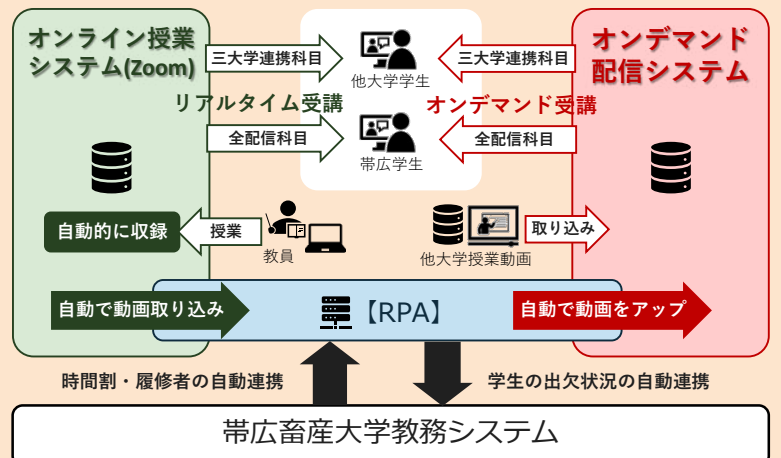 オンライン授業
システム(Zoom)
三大学連携科目
他大学学生
三大学連携科目
オンデマンド
配信システム
リアルタイム受講
オンデマンド受講
全配信科目
帯広学生
全配信科目
自動的に収録
授業
教員
他大学授業動画
取り込み
自動で動画取り込み
【RPA】
自動で動画をアップ
時間割・履修者の自動連携
学生の出欠状況の自動連携
帯広畜産大学教務システム